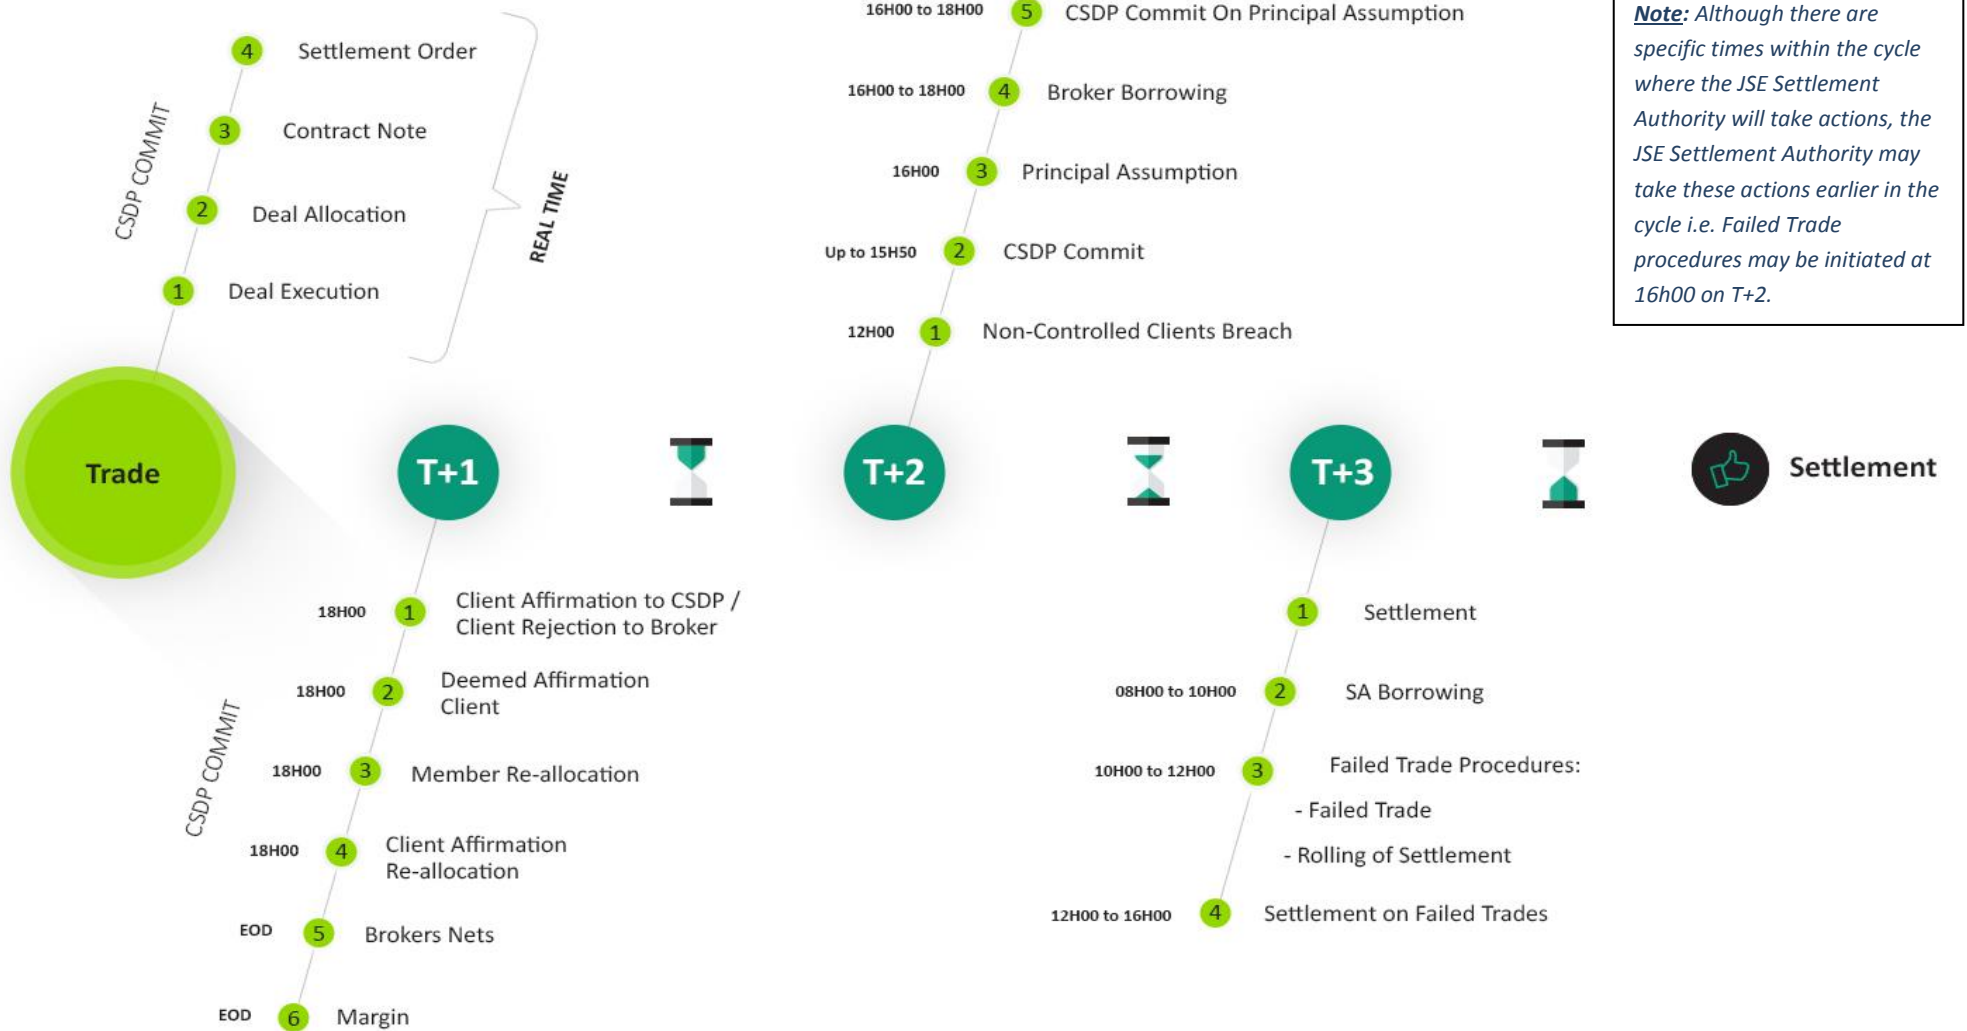 4 Settlement Order
3 Contract Note
2 Deal Allocation
1 Deal Execution
CSDP COMMIT
REAL TIME
Trade
16H00 to 18H00 5 CSDP Commit On Principal Assumption
16H00 to 18H00 4 Broker Borrowing
16H00 3 Principal Assumption
Up to 15H50 2 CSDP Commit
12H00 1 Non-Controlled Clients Breach
Note: Although there are
specific times within the cycle
where the JSE Settlement
Authority will take actions, the
JSE Settlement Authority may
take these actions earlier in the
cycle i.e. Failed Trade
procedures may be initiated at
16h00 on T+2.
T+1
T+2
T+3
Settlement
18H00 1 Client Affirmation to CSDP /
Client Rejection to Broker
18H00 2 Deemed Affirmation
Client
18H00 3 Member Re-allocation
18H00 4 Client Affirmation
Re-allocation
EOD 5 Brokers Nets
EOD 6 Margin
CSDP COMMIT
1 Settlement
08H00 to 10H00 2 SA Borrowing
10H00 to 12H00 3 Failed Trade Procedures:
- Failed Trade
- Rolling of Settlement
12H00 to 16H00 4 Settlement on Failed Trades